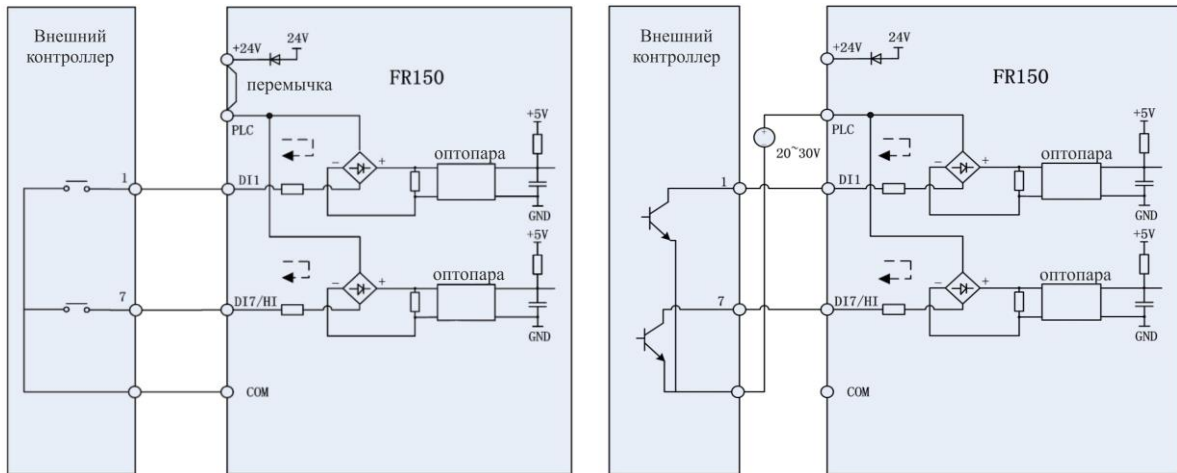 Внешний
контроллер
+24V
24V
перемычка
FR150
PLC
+5V
оптопара
1
DI1
GND
+5V
оптопара
7
DI7/HI
GND
COM
Внешний
контроллер
+24V
24V
FR150
PLC
20~30V
+5V
оптопара
1
DI1
GND
+5V
оптопара
7
DI7/HI
GND
COM